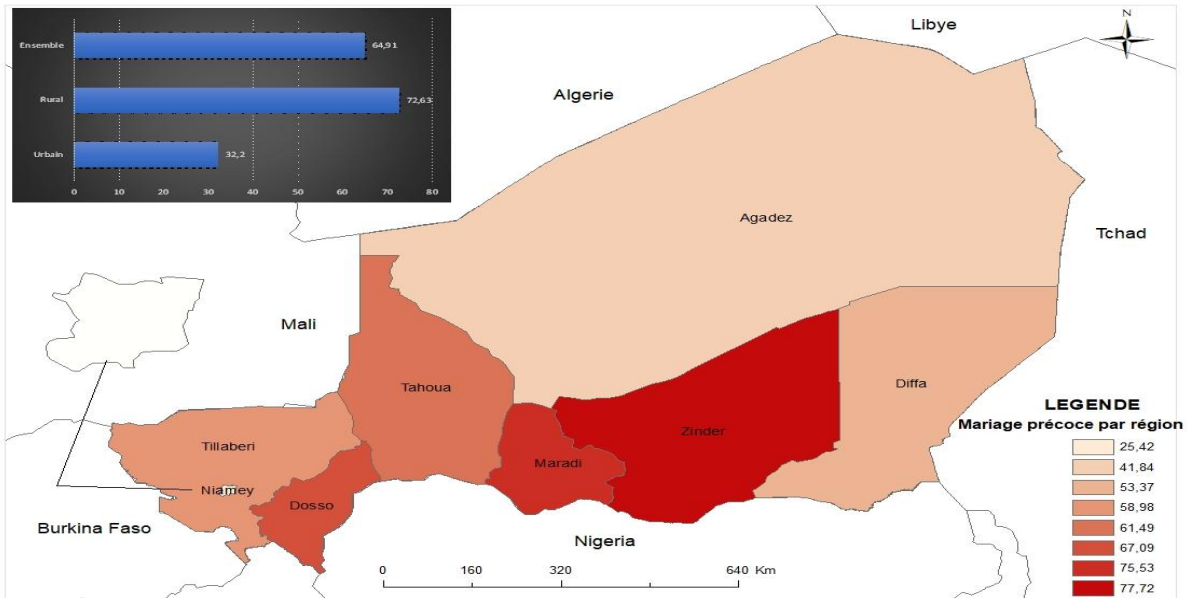 Ensemble
64,91
Rural
72,63
Urbain
32,2
0 10 20 30 40 50 60 70 80
Libye
N
Algerie
Agadez
Tchad
Mali
Tahoua
Diffa
Zinder
Tillaberi
Maradi
Niamey
Dosso
Burkina Faso
Nigeria
0 160 320 640 Km
LEGENDE
Mariage précoce par région
25,42
41,84
53,37
58,98
61,49
67,09
75,53
77,72